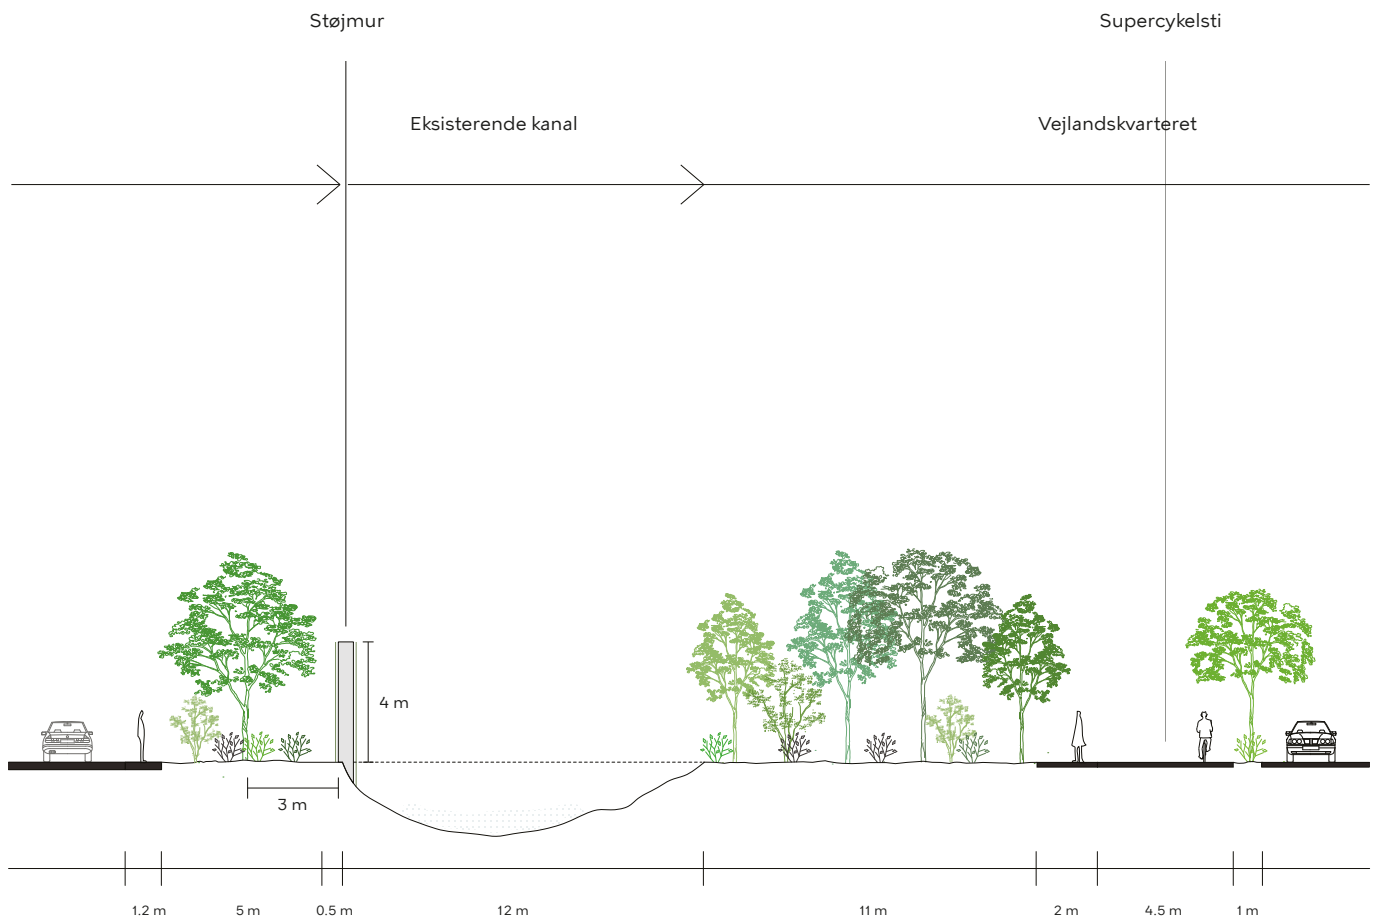 Støjmur
Supercykelsti
Eksisterende kanal
Vejlandskvarteret
4 m
3 m
1.2 m
5 m
0.5 m
12 m
11 m
2 m
4.5 m
1 m